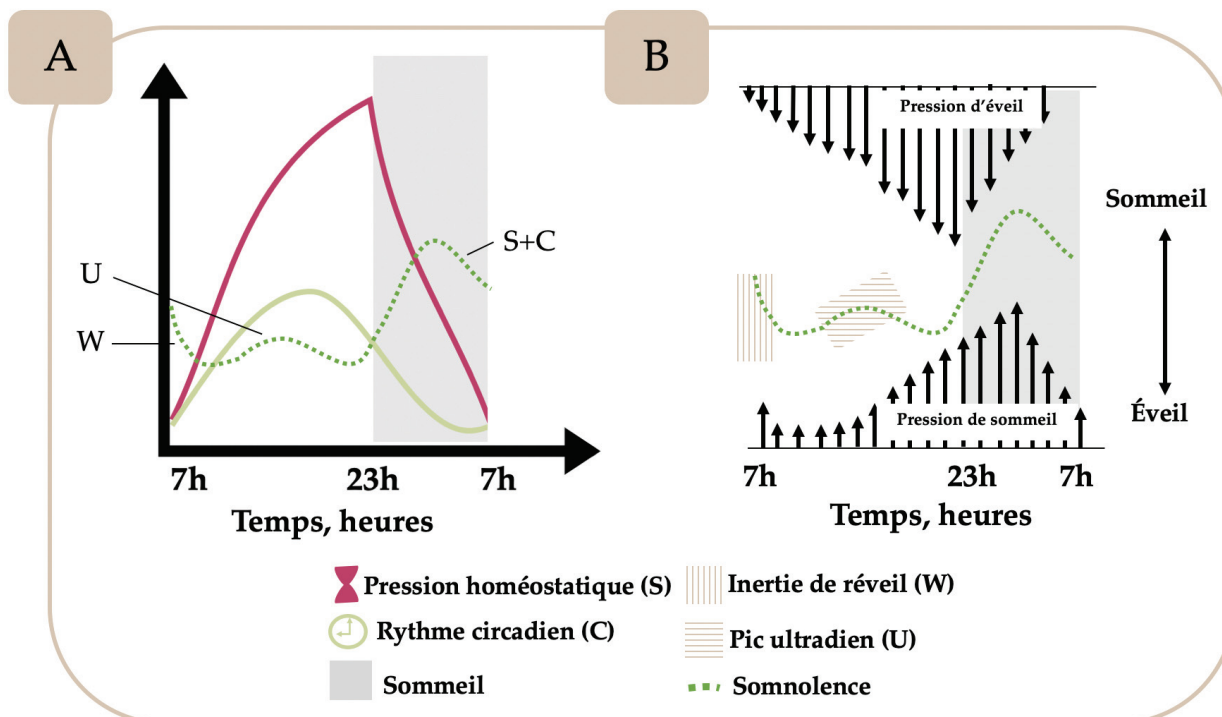 A
B
Pression d'éveil
S+C
Sommeil
U
W
Pression de sommeil
Éveil
7h
23h
7h
7h
23h
7h
Temps, heures
Temps, heures
Pression homéostatique (S)
Inertie de réveil (W)
Rythme circadien (C)
Pic ultradien (U)
Sommeil
Somnolence